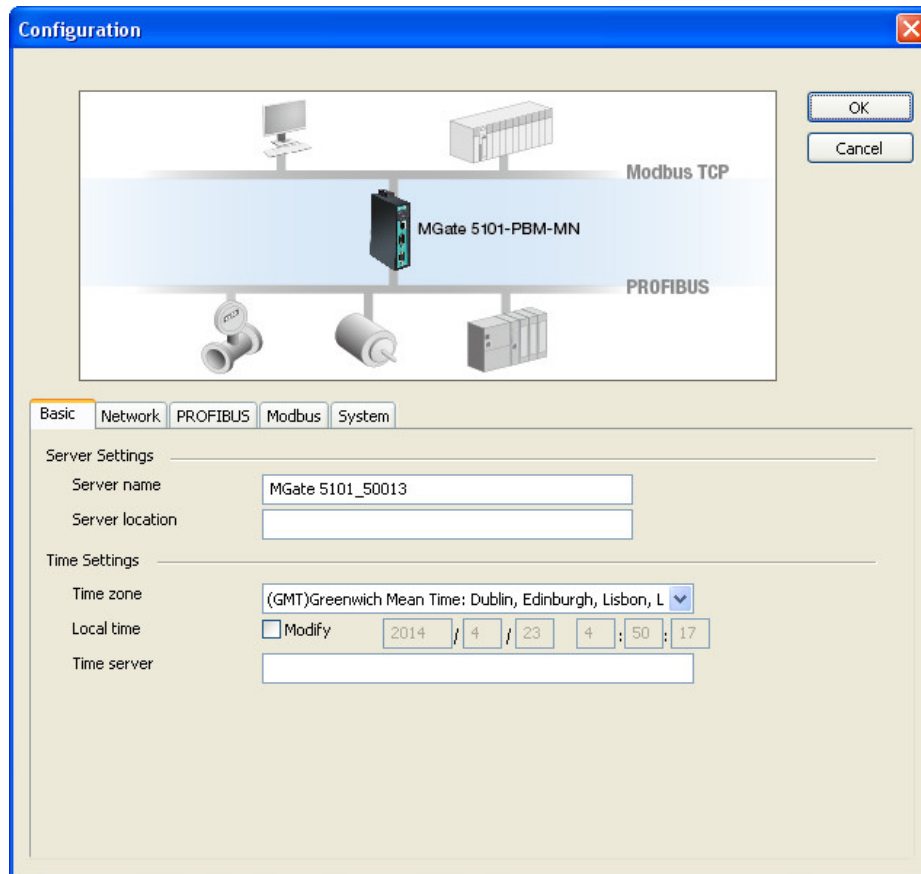 Configuration
OK
Cancel
Modbus TCP
MGate 5101-PBM-MN
PROFIBUS
Basic Network PROFIBUS Modbus System
Server Settings
Server name MGate 5101_50013
Server location
Time Settings
Time zone (GMT)Greenwich Mean Time: Dublin, Edinburgh, Lisbon, L
Local time Modify 2014 / 4 / 23 4 : 50 : 17
Time server